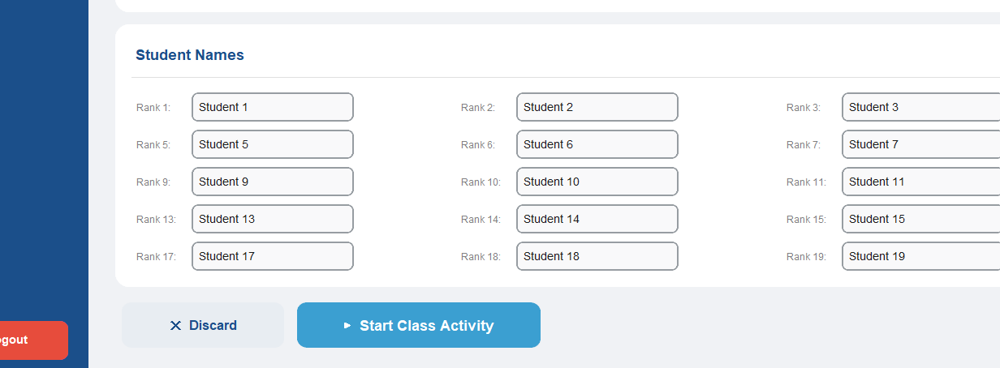 Student Names
Rank 1: Student 1 Rank 2: Student 2 Rank 3: Student 3
Rank 5: Student 5 Rank 6: Student 6 Rank 7: Student 7
Rank 9: Student 9 Rank 10: Student 10 Rank 11: Student 11
Rank 13: Student 13 Rank 14: Student 14 Rank 15: Student 15
Rank 17: Student 17 Rank 18: Student 18 Rank 19: Student 19
Discard Start Class Activity
gout